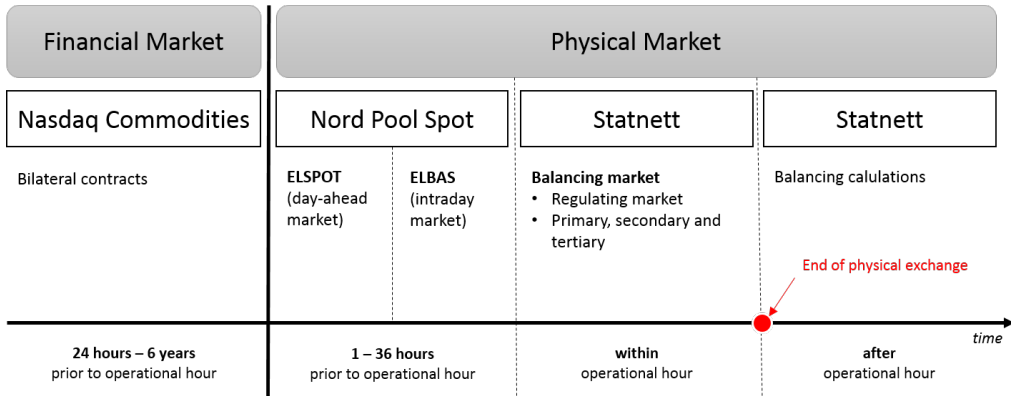 Financial Market
Physical Market
Nasdaq Commodities
Nord Pool Spot
Statnett
Statnett
Bilateral contracts
ELSPOT
(day-ahead
market)
ELBAS
(intraday
market)
Balancing market
• Regulating market
• Primary, secondary and
tertiary
Balancing calulations
End of physical exchange
time
24 hours – 6 years
prior to operational hour
1 – 36 hours
prior to operational hour
within
operational hour
after
operational hour